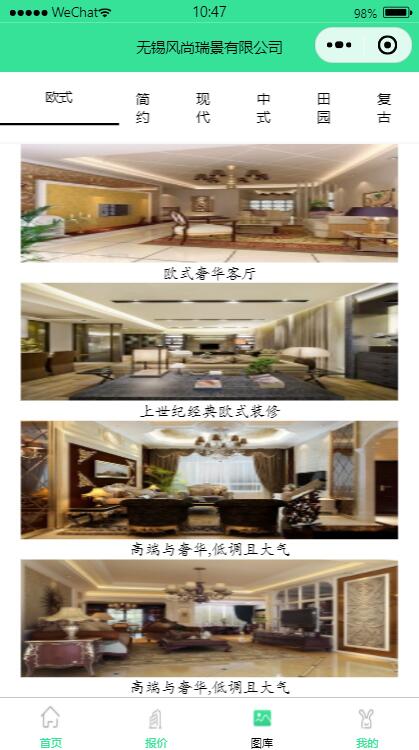 WeChat 10:47 98%
无锡风尚瑞景有限公司
欧式 简约 现代 中式 田园 复古
欧式奢华客厅
上世纪经典欧式装修
高端与奢华,低调且大气
高端与奢华,低调且大气
首页 报价 图库 我的